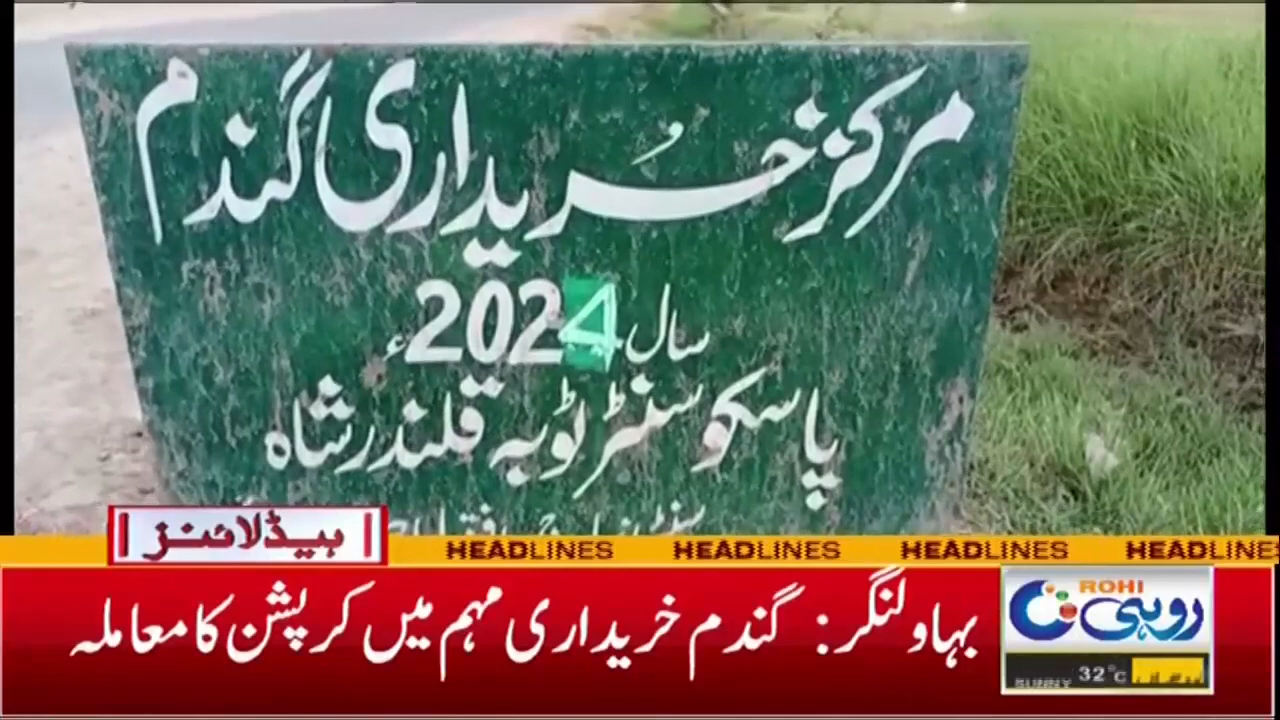 مرکز خریداری گندم
سال 2024ء
پاسکو سنٹر ٹوبہ قلندر شاہ
ہیڈلائنز
HEADLINES HEADLINES HEADLINES HEADLINES
بہاولنگر: گندم خریداری مہم میں کرپشن کا معاملہ
ROHI
روہی
SUNNY 32°C